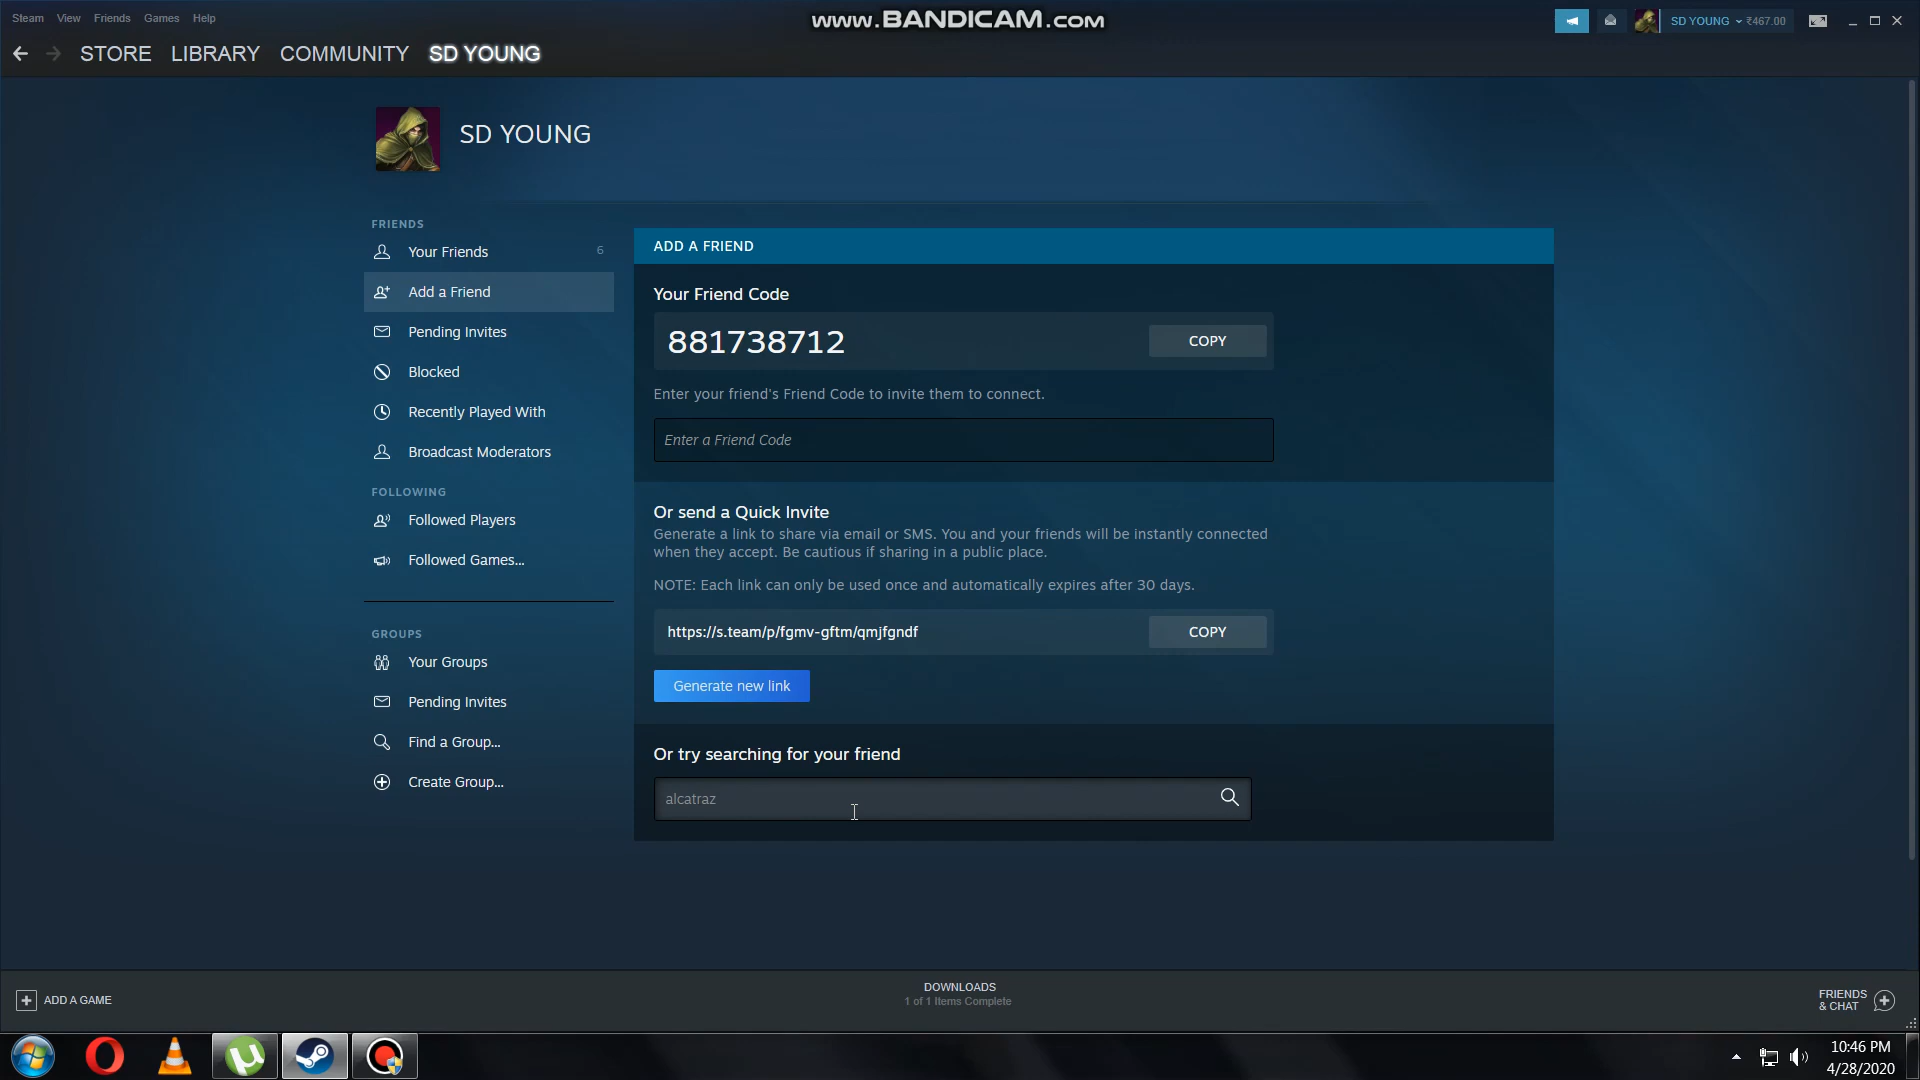 Steam View Friends Games Help
www.BANDICAM.com
SD YOUNG ₹467.00
STORE LIBRARY COMMUNITY SD YOUNG
SD YOUNG
FRIENDS
Your Friends 6
Add a Friend
Pending Invites
Blocked
Recently Played With
Broadcast Moderators
FOLLOWING
Followed Players
Followed Games...
GROUPS
Your Groups
Pending Invites
Find a Group...
Create Group...
ADD A FRIEND
Your Friend Code
881738712 COPY
Enter your friend's Friend Code to invite them to connect.
Enter a Friend Code
Or send a Quick Invite
Generate a link to share via email or SMS. You and your friends will be instantly connected
when they accept. Be cautious if sharing in a public place.
NOTE: Each link can only be used once and automatically expires after 30 days.
https://s.team/p/fgmv-gftm/qmjfgndf COPY
Generate new link
Or try searching for your friend
alcatraz
ADD A GAME
DOWNLOADS
1 of 1 Items Complete
FRIENDS
& CHAT
10:46 PM
4/28/2020